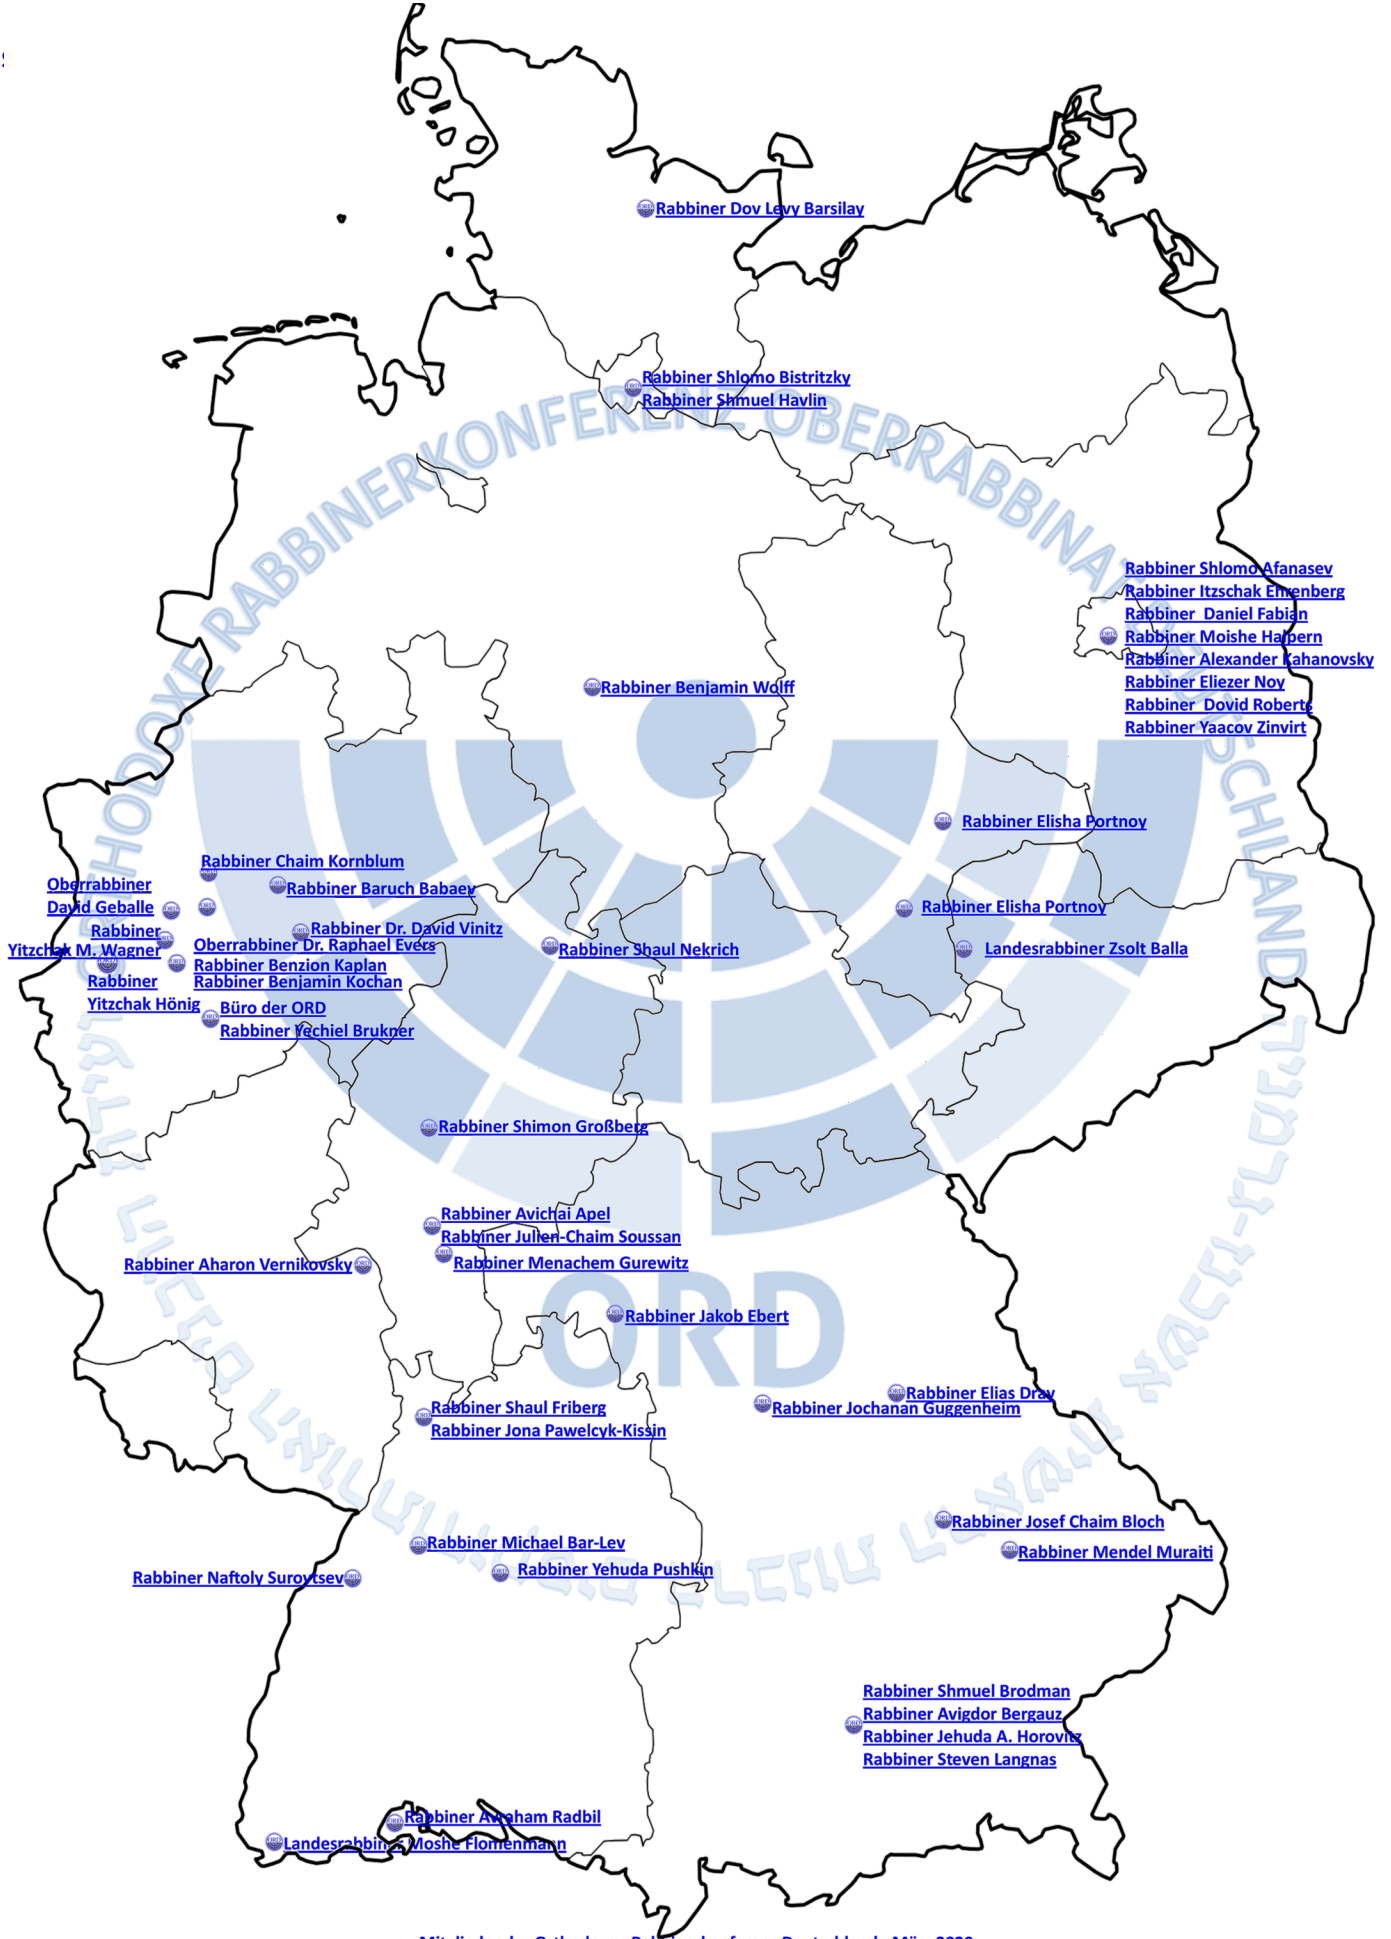 Rabbiner Dov Levy Barsilay
Rabbiner Shlomo Bistritzky
Rabbiner Shmuel Havlin
ORTHODOXE RABBINERKONFERENZ OBERRABBINAT DEUTSCHLAND
Rabbiner Shlomo Afanasev
Rabbiner Itzschak Ehrenberg
Rabbiner Daniel Fabian
Rabbiner Moishe Halpern
Rabbiner Alexander Kahanovsky
Rabbiner Eliezer Noy
Rabbiner Dovid Roberts
Rabbiner Yaacov Zinvirt
Rabbiner Benjamin Wolff
Rabbiner Elisha Portnoy
Rabbiner Chaim Kornblum
Rabbiner Baruch Babaev
Oberrabbiner
David Geballe
Rabbiner Elisha Portnoy
Rabbiner
Yitzchak M. Wagner
Rabbiner Dr. David Vinitz
Oberrabbiner Dr. Raphael Evers
Rabbiner Benzion Kaplan
Rabbiner Benjamin Kochan
Rabbiner Shaul Nekrich
Landesrabbiner Zsolt Balla
Rabbiner
Yitzchak Hönig
Büro der ORD
Rabbiner Yechiel Brukner
Rabbiner Shimon Großberg
Rabbiner Avichai Apel
Rabbiner Julien-Chaim Soussan
Rabbiner Menachem Gurewitz
Rabbiner Aharon Vernikovsky
Rabbiner Jakob Ebert
ORD
Rabbiner Elias Dray
Rabbiner Jochanan Guggenheim
Rabbiner Shaul Friberg
Rabbiner Jona Pawelcyk-Kissin
Rabbiner Josef Chaim Bloch
Rabbiner Mendel Muraiti
Rabbiner Michael Bar-Lev
Rabbiner Yehuda Pushkin
Rabbiner Naftoly Surovtsev
Rabbiner Shmuel Brodman
Rabbiner Avigdor Bergauz
Rabbiner Jehuda A. Horovitz
Rabbiner Steven Langnas
Rabbiner Avraham Radbil
Landesrabbiner Moshe Flomenmann